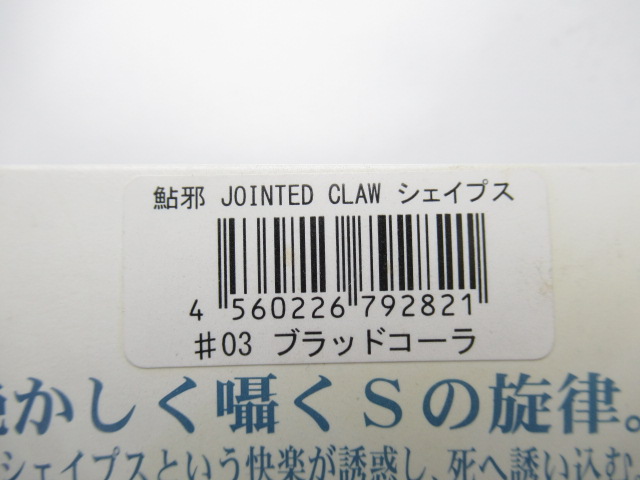 鮎邪 JOINTED CLAW シェイプス
4 560226 792821
#03 ブラッドコーラ
かしく囁くSの旋律。
シェイプスという快楽が誘惑し、死へ誘い込む